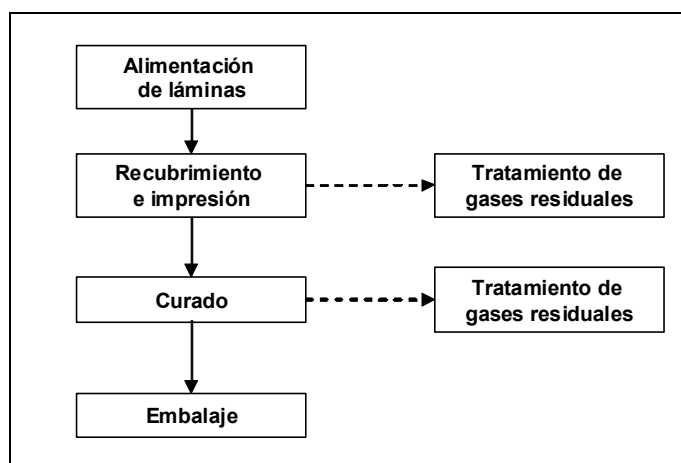 Alimentación
de láminas
Recubrimiento
e impresión
Tratamiento de
gases residuales
Curado
Tratamiento de
gases residuales
Embalaje